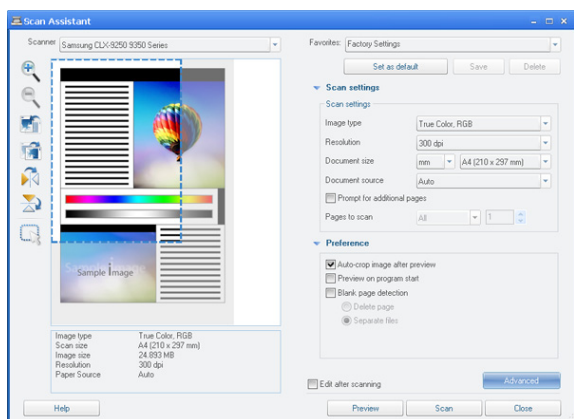 Scan Assistant
Scanner Samsung CLX-9250 9350 Series
Favorites: Factory Settings
Set as default Save Delete
Scan settings
Scan settings
Image type True Color, RGB
Resolution 300 dpi
Document size mm A4 (210 x 297 mm)
Document source Auto
Prompt for additional pages
Pages to scan All 1
Preference
Auto-crop image after preview
Preview on program start
Blank page detection
Delete page
Separate files
Sample image
Sample image
Image type True Color, RGB
Scan size A4 (210 x 297 mm)
Image size 24.893 MB
Resolution 300 dpi
Paper Source Auto
Edit after scanning
Advanced
Help
Preview Scan Close